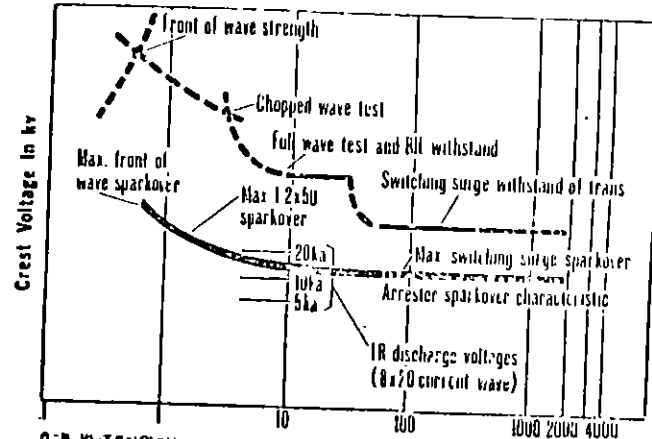 Front of wave strength
Chopped wave test
Full wave test and BIL withstand
Switching surge withstand of trans
Max. front of
wave sparkover
Max 1.2x50
sparkover
20ka
10ka
5ka
Max. switching surge sparkover
Arrester sparkover characteristic
IR discharge voltages
(8x20 current wave)
Crest Voltage in kv
10
100
1000 2000 4000